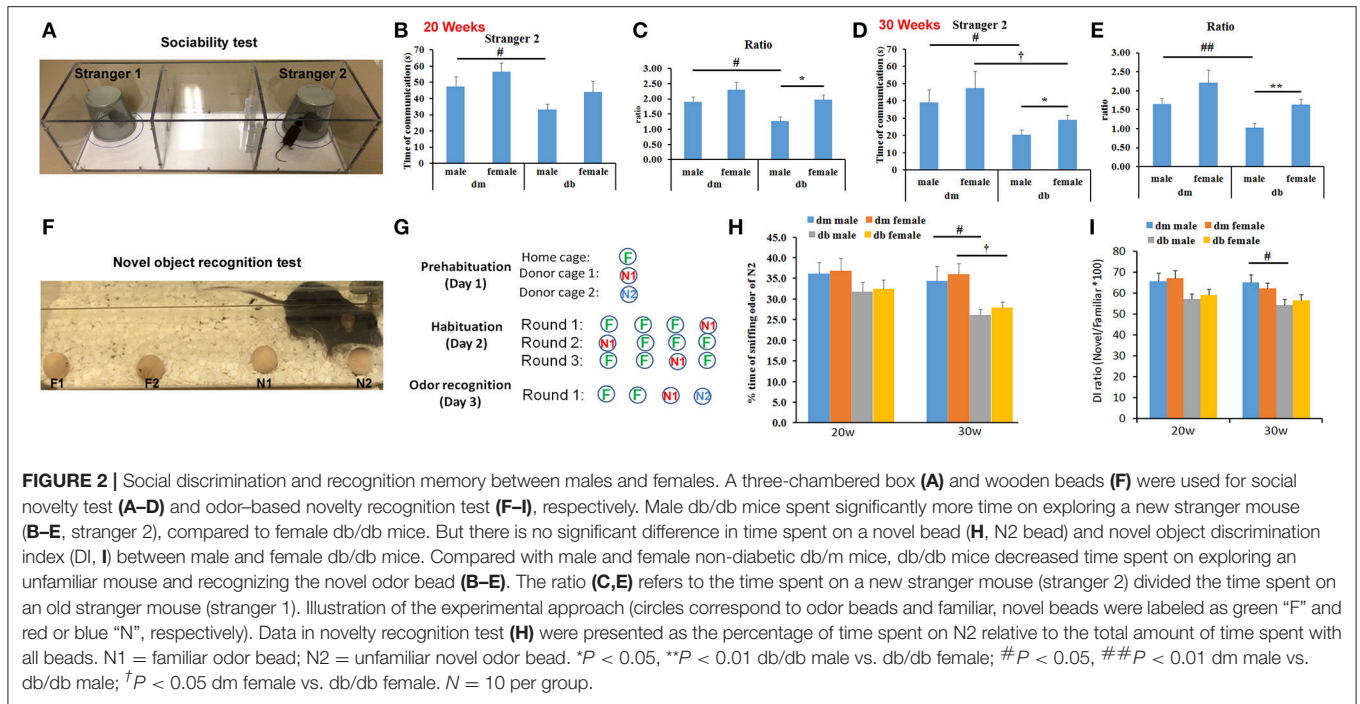 A
Sociability test
Stranger 1
Stranger 2
B
20 Weeks
Stranger 2
#
Time of communication (s)
70
60
50
40
30
20
10
0
male
female
male
female
dm
db
C
Ratio
#
*
ratio
3.00
2.50
2.00
1.50
1.00
0.50
0.00
male
female
male
female
dm
db
D
30 Weeks
Stranger 2
#
†
*
Time of communication (s)
70
60
50
40
30
20
10
0
male
female
male
female
dm
db
E
Ratio
##
**
ratio
3.00
2.50
2.00
1.50
1.00
0.50
0.00
male
female
male
female
dm
db
F
Novel object recognition test
F1
F2
N1
N2
G
Prehabituation
(Day 1)
Home cage: F
Donor cage 1: N1
Donor cage 2: N2
Habituation
(Day 2)
Round 1: F F F N1
Round 2: N1 F F F
Round 3: F F N1 F
Odor recognition
(Day 3)
Round 1: F F N1 N2
H
dm male dm female
db male db female
#
†
% time of sniffing odor of N2
45.0
40.0
35.0
30.0
25.0
20.0
15.0
10.0
5.0
0.0
20w
30w
I
dm male dm female
db male db female
#
DI ratio (Novel/Familiar *100)
80
70
60
50
40
30
20
10
0
20w
30w
FIGURE 2 | Social discrimination and recognition memory between males and females. A three-chambered box (A) and wooden beads (F) were used for social
novelty test (A–D) and odor–based novelty recognition test (F–I), respectively. Male db/db mice spent significantly more time on exploring a new stranger mouse
(B–E, stranger 2), compared to female db/db mice. But there is no significant difference in time spent on a novel bead (H, N2 bead) and novel object discrimination
index (DI, I) between male and female db/db mice. Compared with male and female non-diabetic db/m mice, db/db mice decreased time spent on exploring an
unfamiliar mouse and recognizing the novel odor bead (B–E). The ratio (C,E) refers to the time spent on a new stranger mouse (stranger 2) divided the time spent on
an old stranger mouse (stranger 1). Illustration of the experimental approach (circles correspond to odor beads and familiar, novel beads were labeled as green “F” and
red or blue “N”, respectively). Data in novelty recognition test (H) were presented as the percentage of time spent on N2 relative to the total amount of time spent with
all beads. N1 = familiar odor bead; N2 = unfamiliar novel odor bead. *P < 0.05, **P < 0.01 db/db male vs. db/db female; #P < 0.05, ##P < 0.01 dm male vs.
db/db male; †P < 0.05 dm female vs. db/db female. N = 10 per group.